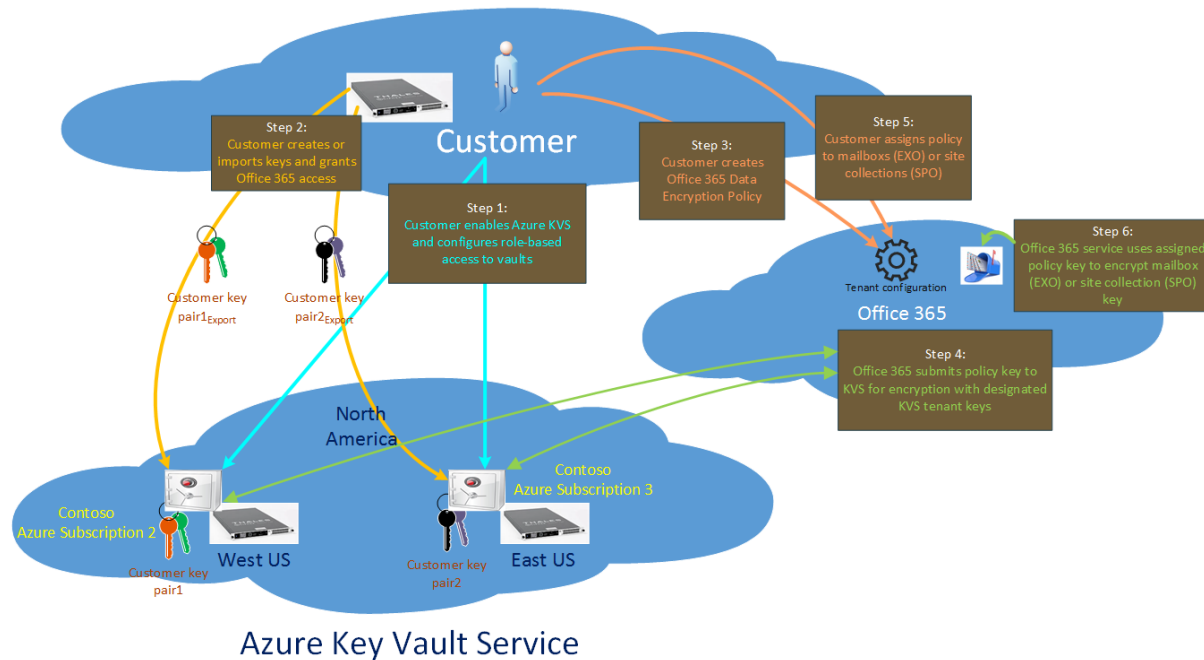 THALES
Customer
Step 2:
Customer creates or
imports keys and grants
Office 365 access
Step 1:
Customer enables Azure KVS
and configures role-based
access to vaults
Step 3:
Customer creates
Office 365 Data
Encryption Policy
Step 5:
Customer assigns policy
to mailboxs (EXO) or site
collections (SPO)
Step 6:
Office 365 service uses assigned
policy key to encrypt mailbox
(EXO) or site collection (SPO)
key
Customer key
pair1Export
Customer key
pair2Export
Tenant configuration
Office 365
Step 4:
Office 365 submits policy key to
KVS for encryption with designated
KVS tenant keys
North
America
Contoso
Azure Subscription 3
Contoso
Azure Subscription 2
THALES
THALES
West US
East US
Customer key
pair1
Customer key
pair2
Azure Key Vault Service